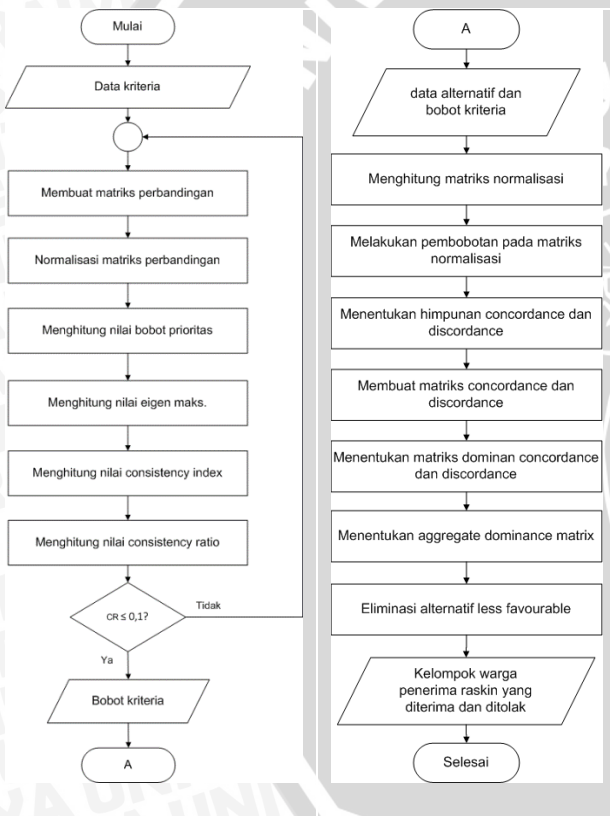 Mulai
Data kriteria
Membuat matriks perbandingan
Normalisasi matriks perbandingan
Menghitung nilai bobot prioritas
Menghitung nilai eigen maks.
Menghitung nilai consistency index
Menghitung nilai consistency ratio
CR ≤ 0,1?
Tidak
Ya
Bobot kriteria
A
A
data alternatif dan
bobot kriteria
Menghitung matriks normalisasi
Melakukan pembobotan pada matriks
normalisasi
Menentukan himpunan concordance dan
discordance
Membuat matriks concordance dan
discordance
Menentukan matriks dominan concordance
dan discordance
Menentukan aggregate dominance matrix
Eliminasi alternatif less favourable
Kelompok warga
penerima raskin yang
diterima dan ditolak
Selesai